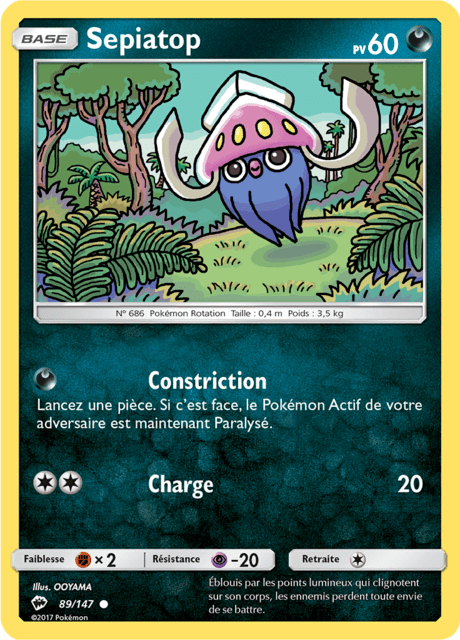 BASE Sepiatop PV60
N° 686 Pokémon Rotation Taille : 0,4 m Poids : 3,5 kg
Constriction
Lancez une pièce. Si c'est face, le Pokémon Actif de votre
adversaire est maintenant Paralysé.
Charge 20
Faiblesse ×2 Résistance -20 Retraite
Illus. OOYAMA
89/147
©2017 Pokémon
Éblouis par les points lumineux qui clignotent
sur son corps, les ennemis perdent toute envie
de se battre.